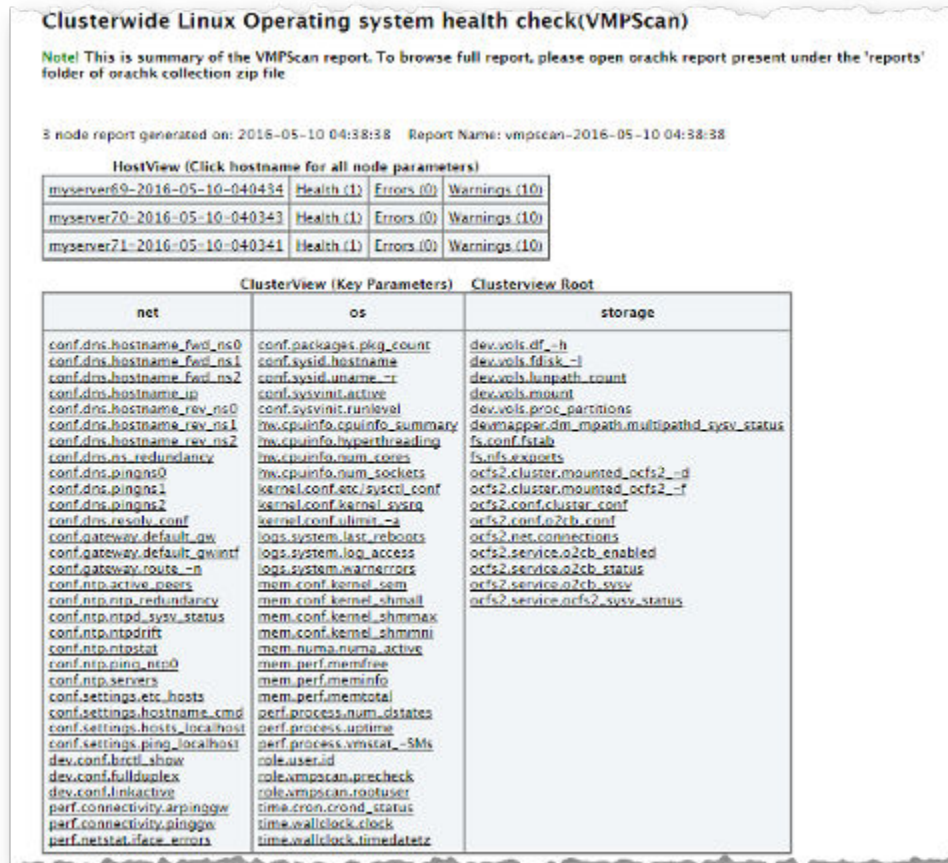 Clusterwide Linux Operating system health check(VMPScan)
Note! This is summary of the VMPScan report. To browse full report, please open orachk report present under the 'reports'
folder of orachk collection zip file
3 node report generated on: 2016-05-10 04:38:38 Report Name: vmpscan-2016-05-10 04:38:38
HostView (Click hostname for all node parameters)
myserver69-2016-05-10-040434 Health (1) Errors (0) Warnings (10)
myserver70-2016-05-10-040343 Health (1) Errors (0) Warnings (10)
myserver71-2016-05-10-040341 Health (1) Errors (0) Warnings (10)
ClusterView (Key Parameters) Clusterview Root
net
conf.dns.hostname_fwd_ns0
conf.dns.hostname_fwd_ns1
conf.dns.hostname_fwd_ns2
conf.dns.hostname_ip
conf.dns.hostname_rev_ns0
conf.dns.hostname_rev_ns1
conf.dns.hostname_rev_ns2
conf.dns.ns_redundancy
conf.dns.pingns0
conf.dns.pingns1
conf.dns.pingns2
conf.dns.resolv_conf
conf.gateway.default_gw
conf.gateway.default_gwintf
conf.gateway.route_-n
conf.ntp.active_peers
conf.ntp.ntp_redundancy
conf.ntp.ntpd_sysv_status
conf.ntp.ntpdrift
conf.ntp.ntpstat
conf.ntp.ping_ntp0
conf.ntp.servers
conf.settings.etc_hosts
conf.settings.hostname_cmd
conf.settings.hosts_localhost
conf.settings.ping_localhost
dev.conf.brctl_show
dev.conf.fullduplex
dev.conf.linkactive
perf.connectivity.arpinggw
perf.connectivity.pinggw
perf.netstat.iface_errors
os
conf.packages.pkg_count
conf.sysid.hostname
conf.sysid.uname_-r
conf.sysvinit.active
conf.sysvinit.runlevel
hw.cpuinfo.cpuinfo_summary
hw.cpuinfo.hyperthreading
hw.cpuinfo.num_cores
hw.cpuinfo.num_sockets
kernel.conf.etc/sysctl_conf
kernel.conf.kernel_sysrq
kernel.conf.ulimit_-a
logs.system.last_reboots
logs.system.log_access
logs.system.warnerrors
mem.conf.kernel_sem
mem.conf.kernel_shmall
mem.conf.kernel_shmmax
mem.conf.kernel_shmmni
mem.numa.numa_active
mem.perf.memfree
mem.perf.meminfo
mem.perf.memtotal
perf.process.num_dstates
perf.process.uptime
perf.process.vmstat_-SMs
role.user.id
role.vmpscan.precheck
role.vmpscan.rootuser
time.cron.crond_status
time.wallclock.clock
time.wallclock.timedatetz
storage
dev.vols.df_-h
dev.vols.fdisk_-l
dev.vols.lunpath_count
dev.vols.mount
dev.vols.proc_partitions
devmapper.dm_mpath.multipathd_sysv_status
fs.conf.fstab
fs.nfs.exports
ocfs2.cluster.mounted_ocfs2_-d
ocfs2.cluster.mounted_ocfs2_-f
ocfs2.conf.cluster_conf
ocfs2.conf.o2cb_conf
ocfs2.net.connections
ocfs2.service.o2cb_enabled
ocfs2.service.o2cb_status
ocfs2.service.o2cb_sysv
ocfs2.service.ocfs2_sysv_status